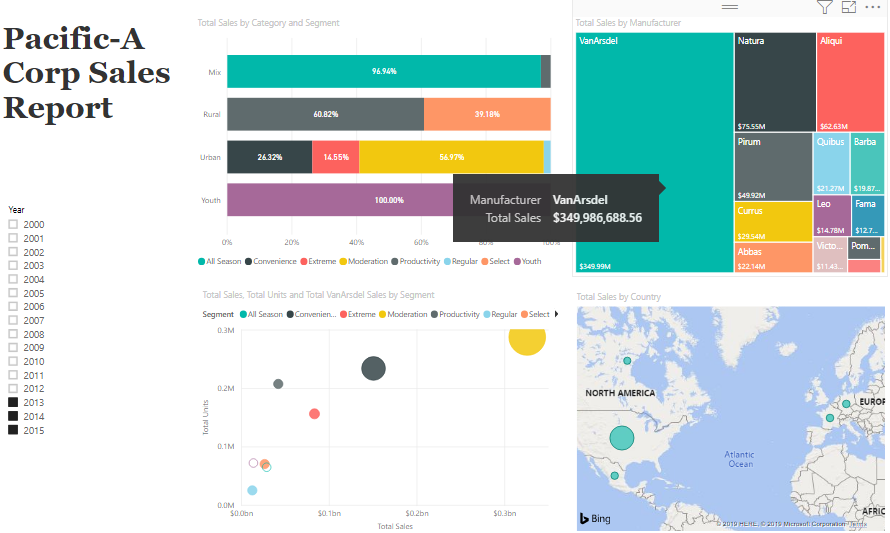 Pacific-A
Corp Sales
Report
Year
2000
2001
2002
2003
2004
2005
2006
2007
2008
2009
2010
2011
2012
2013
2014
2015
Total Sales by Category and Segment
Mix
96.94%
Rural
60.82%
39.18%
Urban
26.32%
14.55%
56.97%
Youth
100.00%
0%
20%
40%
60%
80%
100%
All Season
Convenience
Extreme
Moderation
Productivity
Regular
Select
Youth
Total Sales by Manufacturer
VanArsdel
$349.99M
Natura
$75.55M
Aliqui
$62.63M
Pirum
$49.92M
Quibus
$21.27M
Barba
$19.87...
Currus
$29.54M
Leo
$14.78M
Fama
$12.7...
Abbas
$22.14M
Victo...
$11.43...
Pom...
Manufacturer VanArsdel
Total Sales $349,986,688.56
Total Sales, Total Units and Total VanArsdel Sales by Segment
Segment
All Season
Convenien...
Extreme
Moderation
Productivity
Regular
Select
Total Units
0.3M
0.2M
0.1M
0.0M
$0.0bn
$0.1bn
$0.2bn
$0.3bn
Total Sales
Total Sales by Country
NORTH AMERICA
EUROP
Atlantic
Ocean
AFRIC
Bing
© 2019 HERE, © 2019 Microsoft Corporation Terms